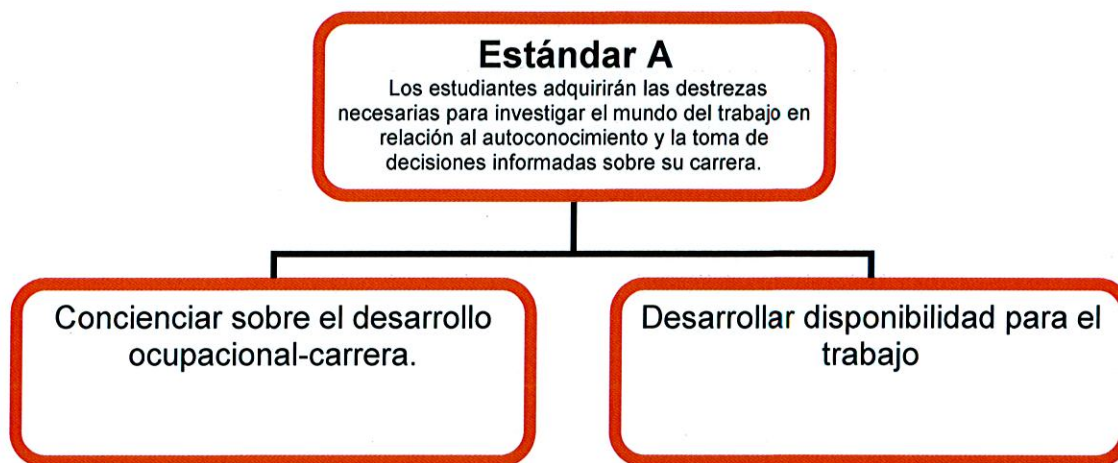 Estándar A
Los estudiantes adquirirán las destrezas
necesarias para investigar el mundo del trabajo en
relación al autoconocimiento y la toma de
decisiones informadas sobre su carrera.
Concienciar sobre el desarrollo
ocupacional-carrera.
Desarrollar disponibilidad para el
trabajo